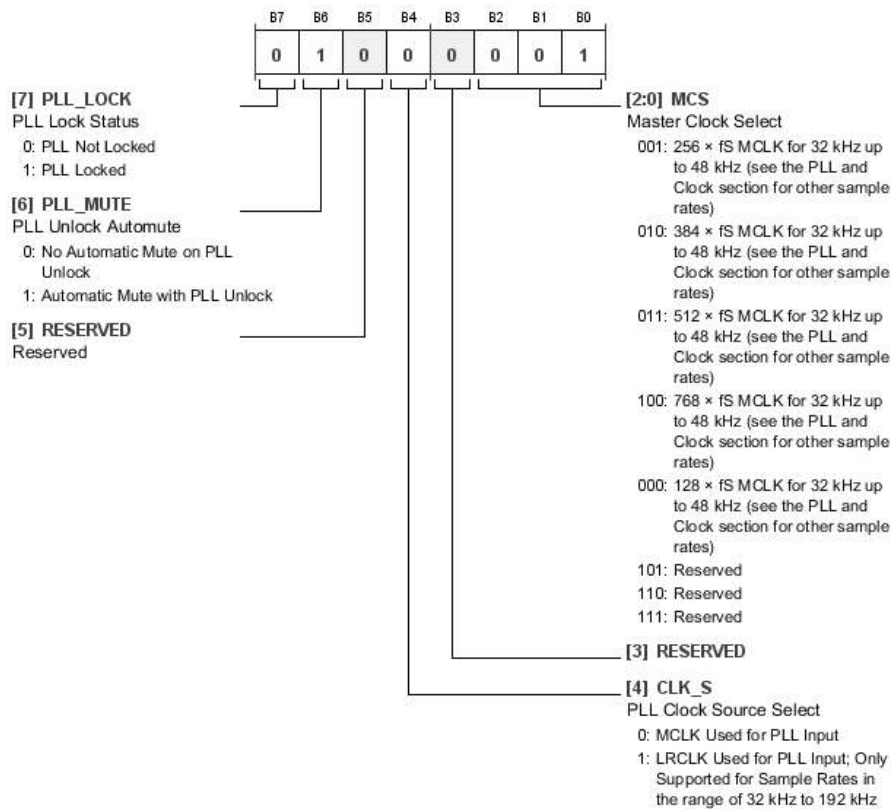 B7 B6 B5 B4 B3 B2 B1 B0
0 1 0 0 0 0 0 1
[7] PLL_LOCK
PLL Lock Status
0: PLL Not Locked
1: PLL Locked
[6] PLL_MUTE
PLL Unlock Automute
0: No Automatic Mute on PLL
Unlock
1: Automatic Mute with PLL Unlock
[5] RESERVED
Reserved
[2:0] MCS
Master Clock Select
001: 256 × fS MCLK for 32 kHz up
to 48 kHz (see the PLL and
Clock section for other sample
rates)
010: 384 × fS MCLK for 32 kHz up
to 48 kHz (see the PLL and
Clock section for other sample
rates)
011: 512 × fS MCLK for 32 kHz up
to 48 kHz (see the PLL and
Clock section for other sample
rates)
100: 768 × fS MCLK for 32 kHz up
to 48 kHz (see the PLL and
Clock section for other sample
rates)
000: 128 × fS MCLK for 32 kHz up
to 48 kHz (see the PLL and
Clock section for other sample
rates)
101: Reserved
110: Reserved
111: Reserved
[3] RESERVED
[4] CLK_S
PLL Clock Source Select
0: MCLK Used for PLL Input
1: LRCLK Used for PLL Input; Only
Supported for Sample Rates in
the range of 32 kHz to 192 kHz